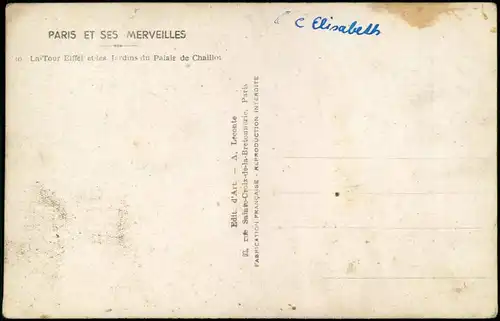 PARIS ET SES MERVEILLES
10 La Tour Eiffel et les Jardins du Palais de Chaillot
C Elisabeth
Edit. d'Art — A. Leconte
rue Sainte-Croix-de-la-Bretonnerie, Paris
FABRICATION FRANÇAISE - REPRODUCTION INTERDITE